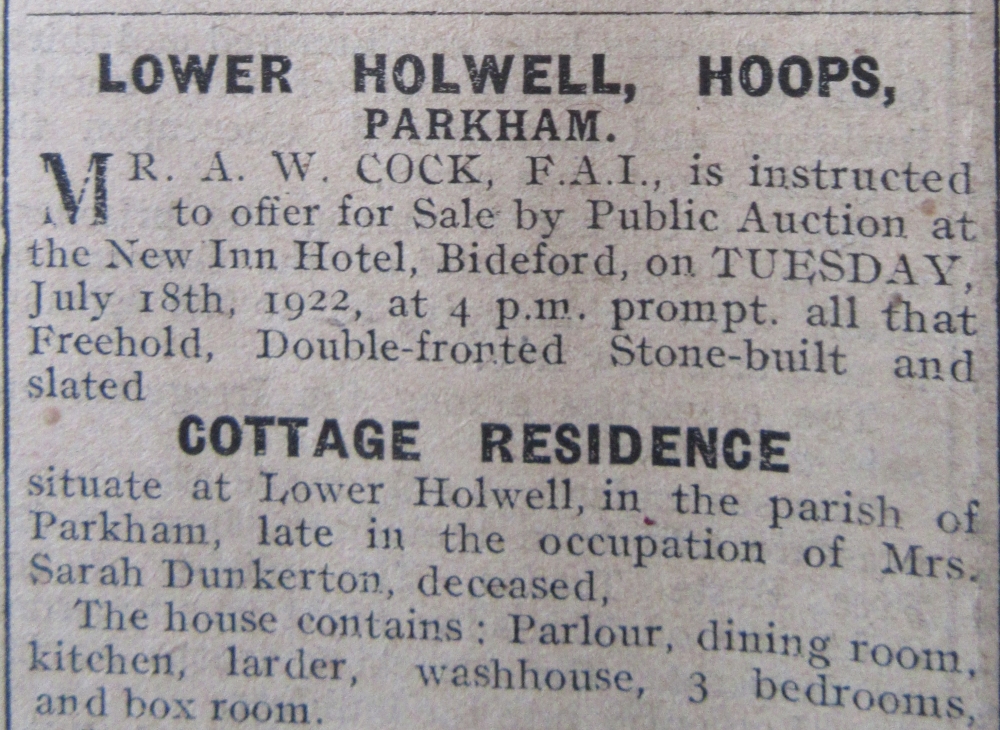 LOWER HOLWELL, HOOPS,
PARKHAM.
MR. A. W. COCK, F.A.I., is instructed
to offer for Sale by Public Auction at
the New Inn Hotel, Bideford, on TUESDAY,
July 18th, 1922, at 4 p.m. prompt. all that
Freehold, Double-fronted Stone-built and
slated
COTTAGE RESIDENCE
situate at Lower Holwell, in the parish of
Parkham, late in the occupation of Mrs.
Sarah Dunkerton, deceased,
The house contains: Parlour, dining room,
kitchen, larder, washhouse, 3 bedrooms,
and box room.